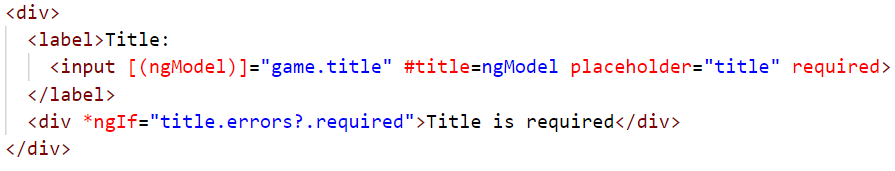 <div>
<label>Title:
<input [(ngModel)]="game.title" #title=ngModel placeholder="title" required>
</label>
<div *ngIf="title.errors?.required">Title is required</div>
</div>